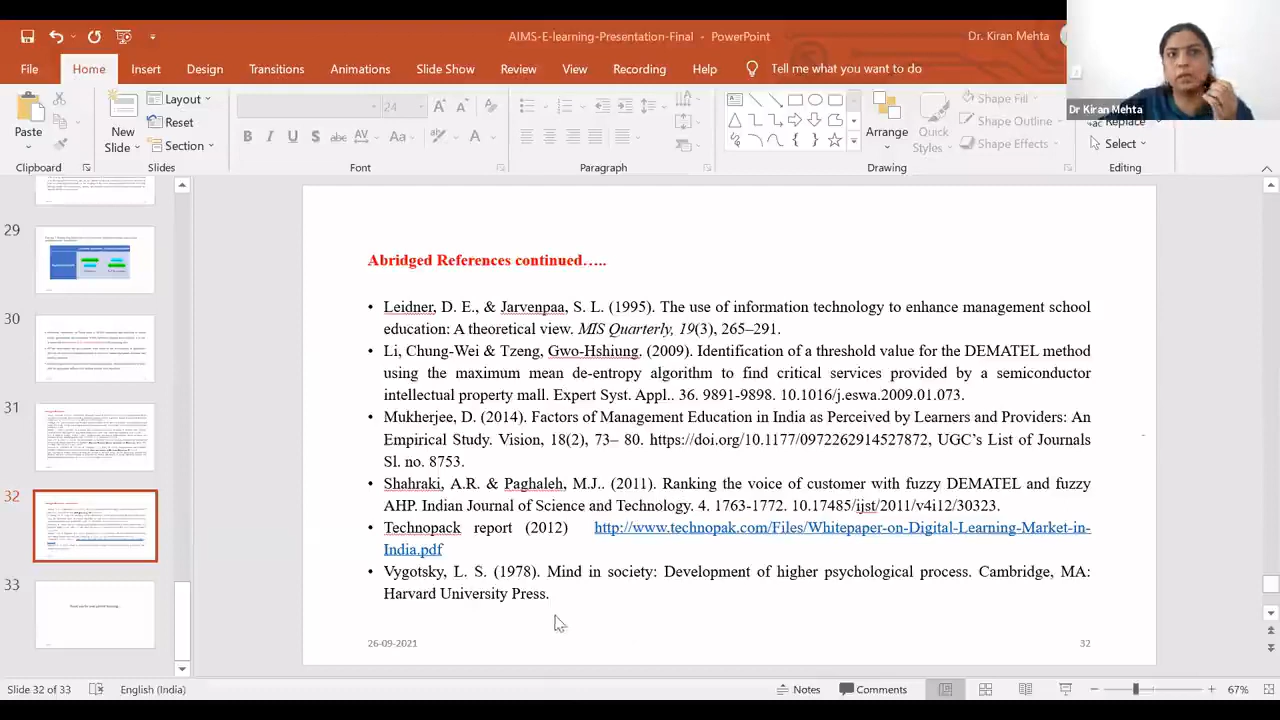 AIMS-E-learning-Presentation-Final - PowerPoint
Dr. Kiran Mehta
File Home Insert Design Transitions Animations Slide Show Review View Recording Help Tell me what you want to do
Dr Kiran Mehta
Paste
Clipboard
New
Slide
Layout
Reset
Section
Slides
24
B I U S abc AV Aa A
Font
Paragraph
Arrange
Quick
Styles
Shape Fill
Shape Outline
Shape Effects
Drawing
Replace
Select
Editing
29
30
31
32
33
Abridged References continued…..
• Leidner, D. E., & Jarvenpaa, S. L. (1995). The use of information technology to enhance management school
education: A theoretical view. MIS Quarterly, 19(3), 265–291.
• Li, Chung-Wei & Tzeng, Gwo-Hshiung. (2009). Identification of a threshold value for the DEMATEL method
using the maximum mean de-entropy algorithm to find critical services provided by a semiconductor
intellectual property mall. Expert Syst. Appl.. 36. 9891-9898. 10.1016/j.eswa.2009.01.073.
• Mukherjee, D. (2014). Factors of Management Education in India as Perceived by Learners and Providers: An
Empirical Study. Vision, 18(2), 73– 80. UGC's List of Journals
Sl. no. 8753.
• Shahraki, A.R. & Paghaleh, M.J.. (2011). Ranking the voice of customer with fuzzy DEMATEL and fuzzy
AHP. Indian Journal of Science and Technology. 4. 1763-1772. 10.17485/ijst/2011/v4i12/30323.
• Technopack report (2012) http://www.technopak.com/Files/Whitepaper-on-Digital-Learning-Market-in-
India.pdf
• Vygotsky, L. S. (1978). Mind in society: Development of higher psychological process. Cambridge, MA:
Harvard University Press.
26-09-2021
32
Slide 32 of 33
English (India)
Notes
Comments
67%